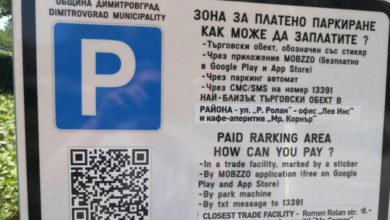 ОБЩИНА ДИМИТРОВГРАД
DIMITROVGRAD MUNICIPALITY
P
ЗОНА ЗА ПЛАТЕНО ПАРКИРАНЕ
КАК МОЖЕ ДА ЗАПЛАТИТЕ ?
-Търговски обект, обозначен със стикер
-Чрез приложение MOBZZO (безплатно
в Google Play и App Store)
-Чрез паркинг автомат
-Чрез СМС/SMS на номер 13391
НАЙ-БЛИЗЪК ТЪРГОВСКИ ОБЕКТ В
РАЙОНА - ул. „Р. Ролан" - офис „Лев Инс"
и кафе-аперитив „Мр. Корнър"
PAID RARKING AREA
HOW CAN YOU PAY ?
-In a trade facility, marked by a sticker
-By MOBZZO application (free on Google
Play and App Store)
-By park machine
-By txt message to 13391
CLOSEST TRADE FACILITY - Romen Rolan str.